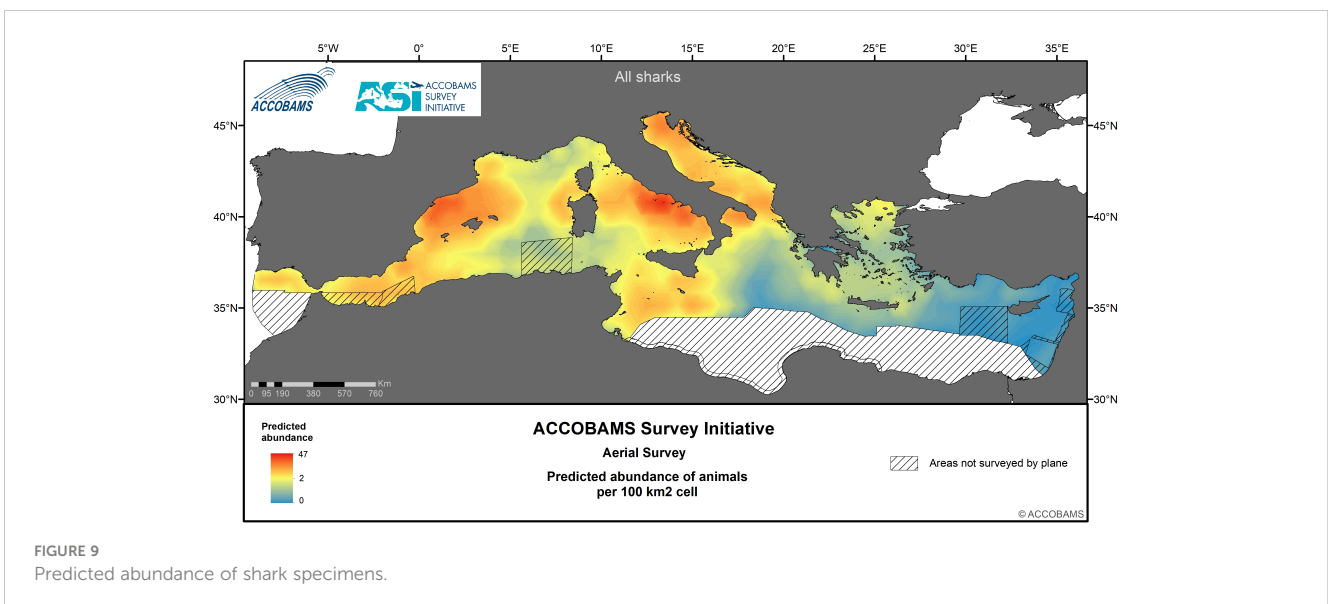 5°W 0° 5°E 10°E 15°E 20°E 25°E 30°E 35°E
All sharks
ACCOBAMS
ASI ACCOBAMS
SURVEY
INITIATIVE
45°N 45°N
40°N 40°N
35°N 35°N
30°N 30°N
Km
0 95 190 380 570 760
Predicted
abundance
47
2
0
ACCOBAMS Survey Initiative
Aerial Survey
Predicted abundance of animals
per 100 km2 cell
Areas not surveyed by plane
© ACCOBAMS
FIGURE 9
Predicted abundance of shark specimens.